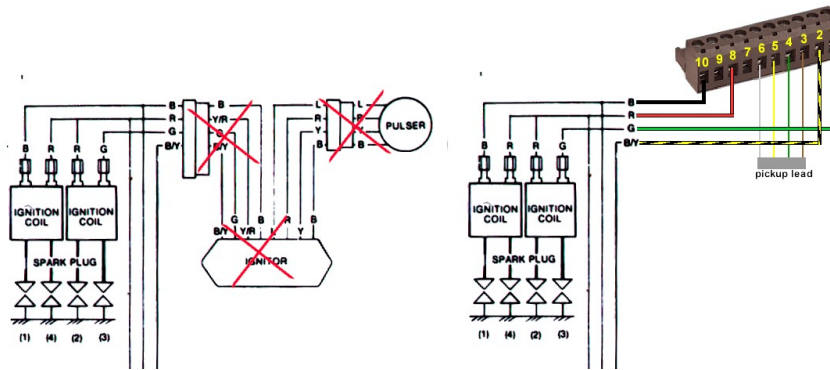 10 9 8 7 6 5 4 3 2
B B L L
R Y/R R R
G G Y Y
B/Y B/Y B B
PULSER
B R R G
IGNITION COIL IGNITION COIL
B/Y G Y/R B L R Y B
IGNITOR
SPARK PLUG
(1) (4) (2) (3)
B
R
G
B/Y
pickup lead
B R R G
IGNITION COIL IGNITION COIL
SPARK PLUG
(1) (4) (2) (3)